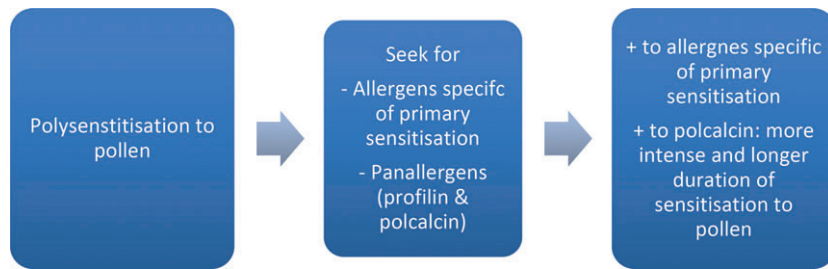 Polysenstitisation to
pollen
Seek for
- Allergens specifc
of primary
sensitisation
- Panallergens
(profilin &
polcalcin)
+ to allergnes specific
of primary
sensitisation
+ to polcalcin: more
intense and longer
duration of
sensitisation to
pollen